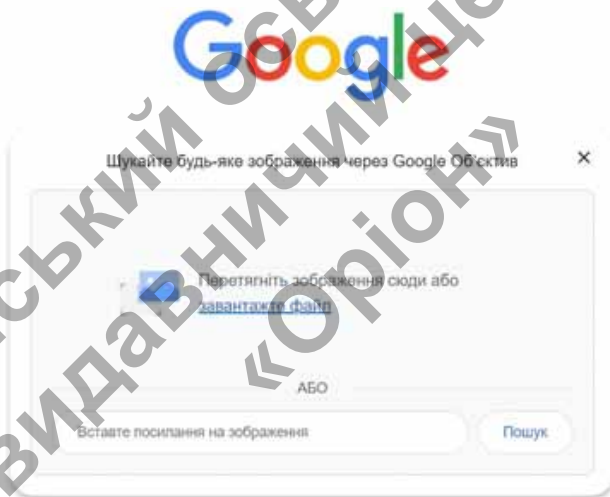 Google
Шукайте будь-яке зображення через Google Об'єктив
Перетягніть зображення сюди або
завантажте файл
АБО
Вставте посилання на зображення
Пошук
«Оріон»